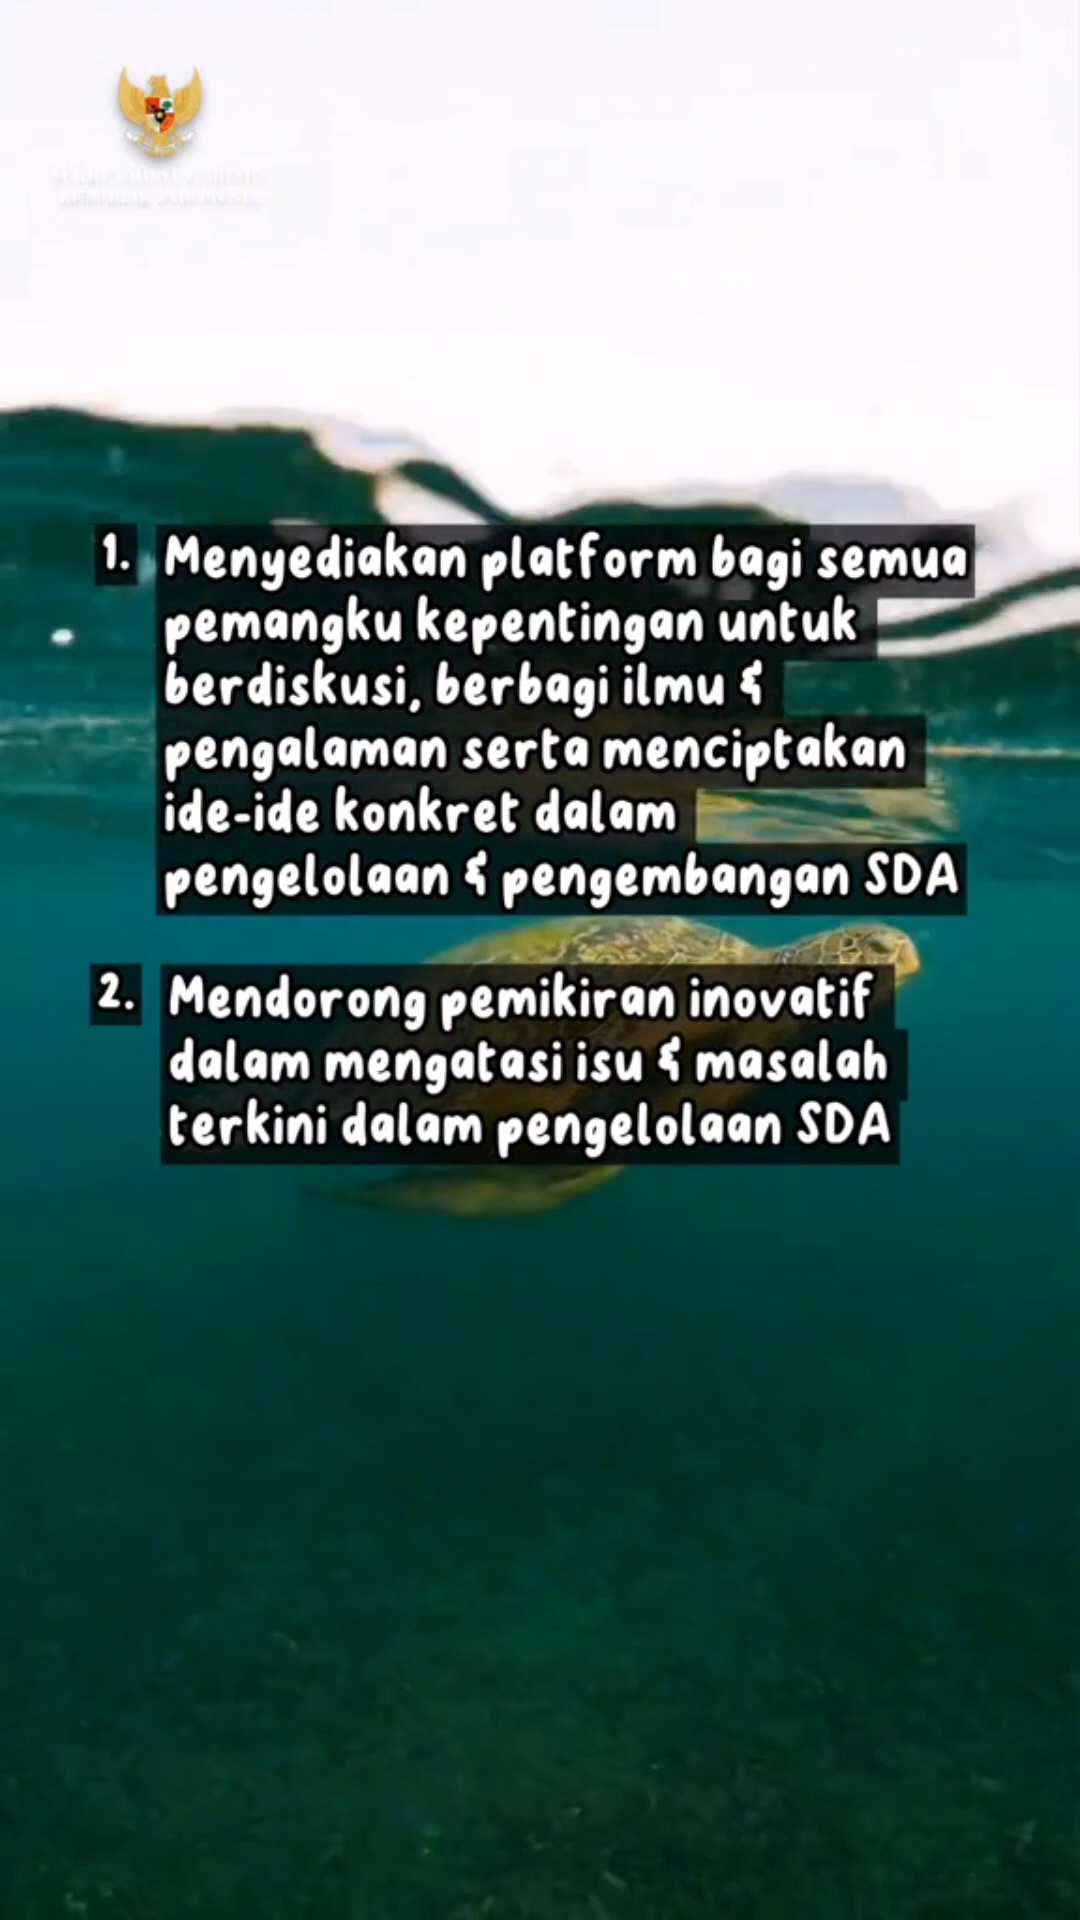 1. Menyediakan platform bagi semua
pemangku kepentingan untuk
berdiskusi, berbagi ilmu &
pengalaman serta menciptakan
ide-ide konkret dalam
pengelolaan & pengembangan SDA
2. Mendorong pemikiran inovatif
dalam mengatasi isu & masalah
terkini dalam pengelolaan SDA